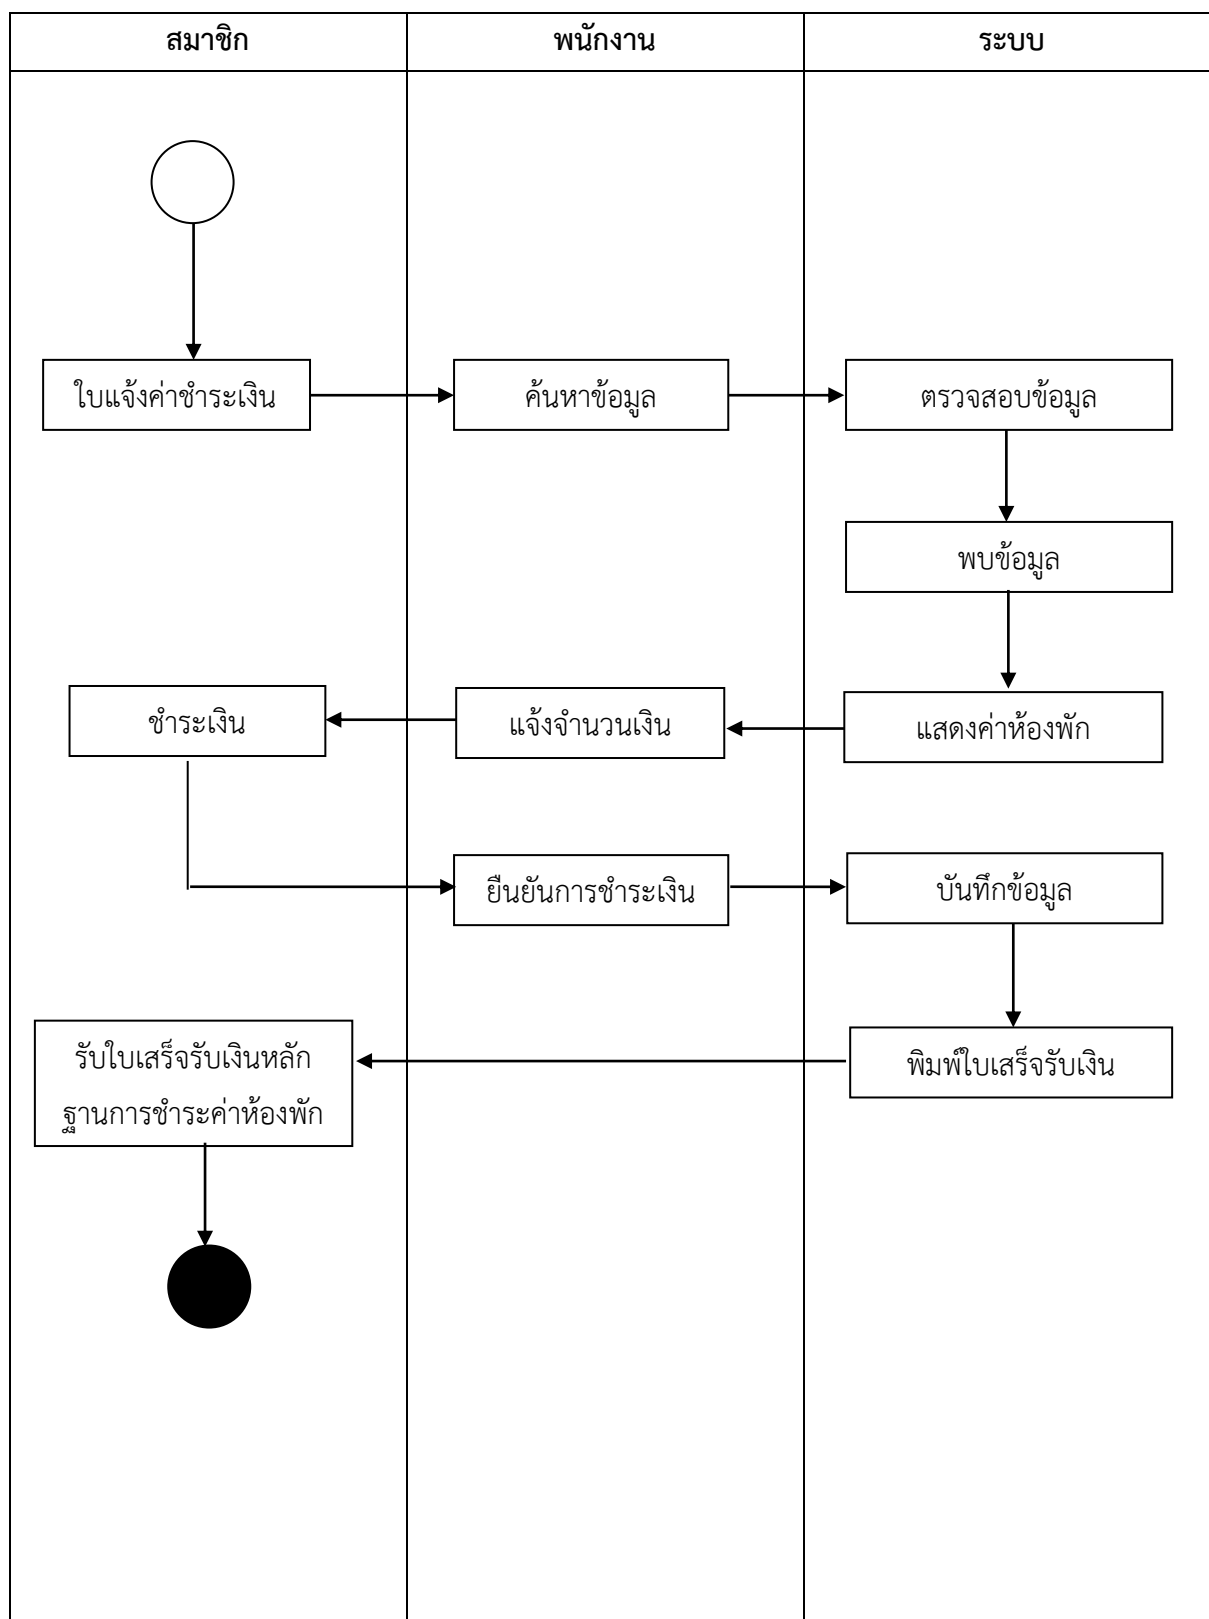 สมาชิก
พนักงาน
ระบบ
ใบแจ้งค่าชำระเงิน
ค้นหาข้อมูล
ตรวจสอบข้อมูล
พบข้อมูล
ชำระเงิน
แจ้งจำนวนเงิน
แสดงค่าห้องพัก
ยืนยันการชำระเงิน
บันทึกข้อมูล
รับใบเสร็จรับเงินหลัก
ฐานการชำระค่าห้องพัก
พิมพ์ใบเสร็จรับเงิน